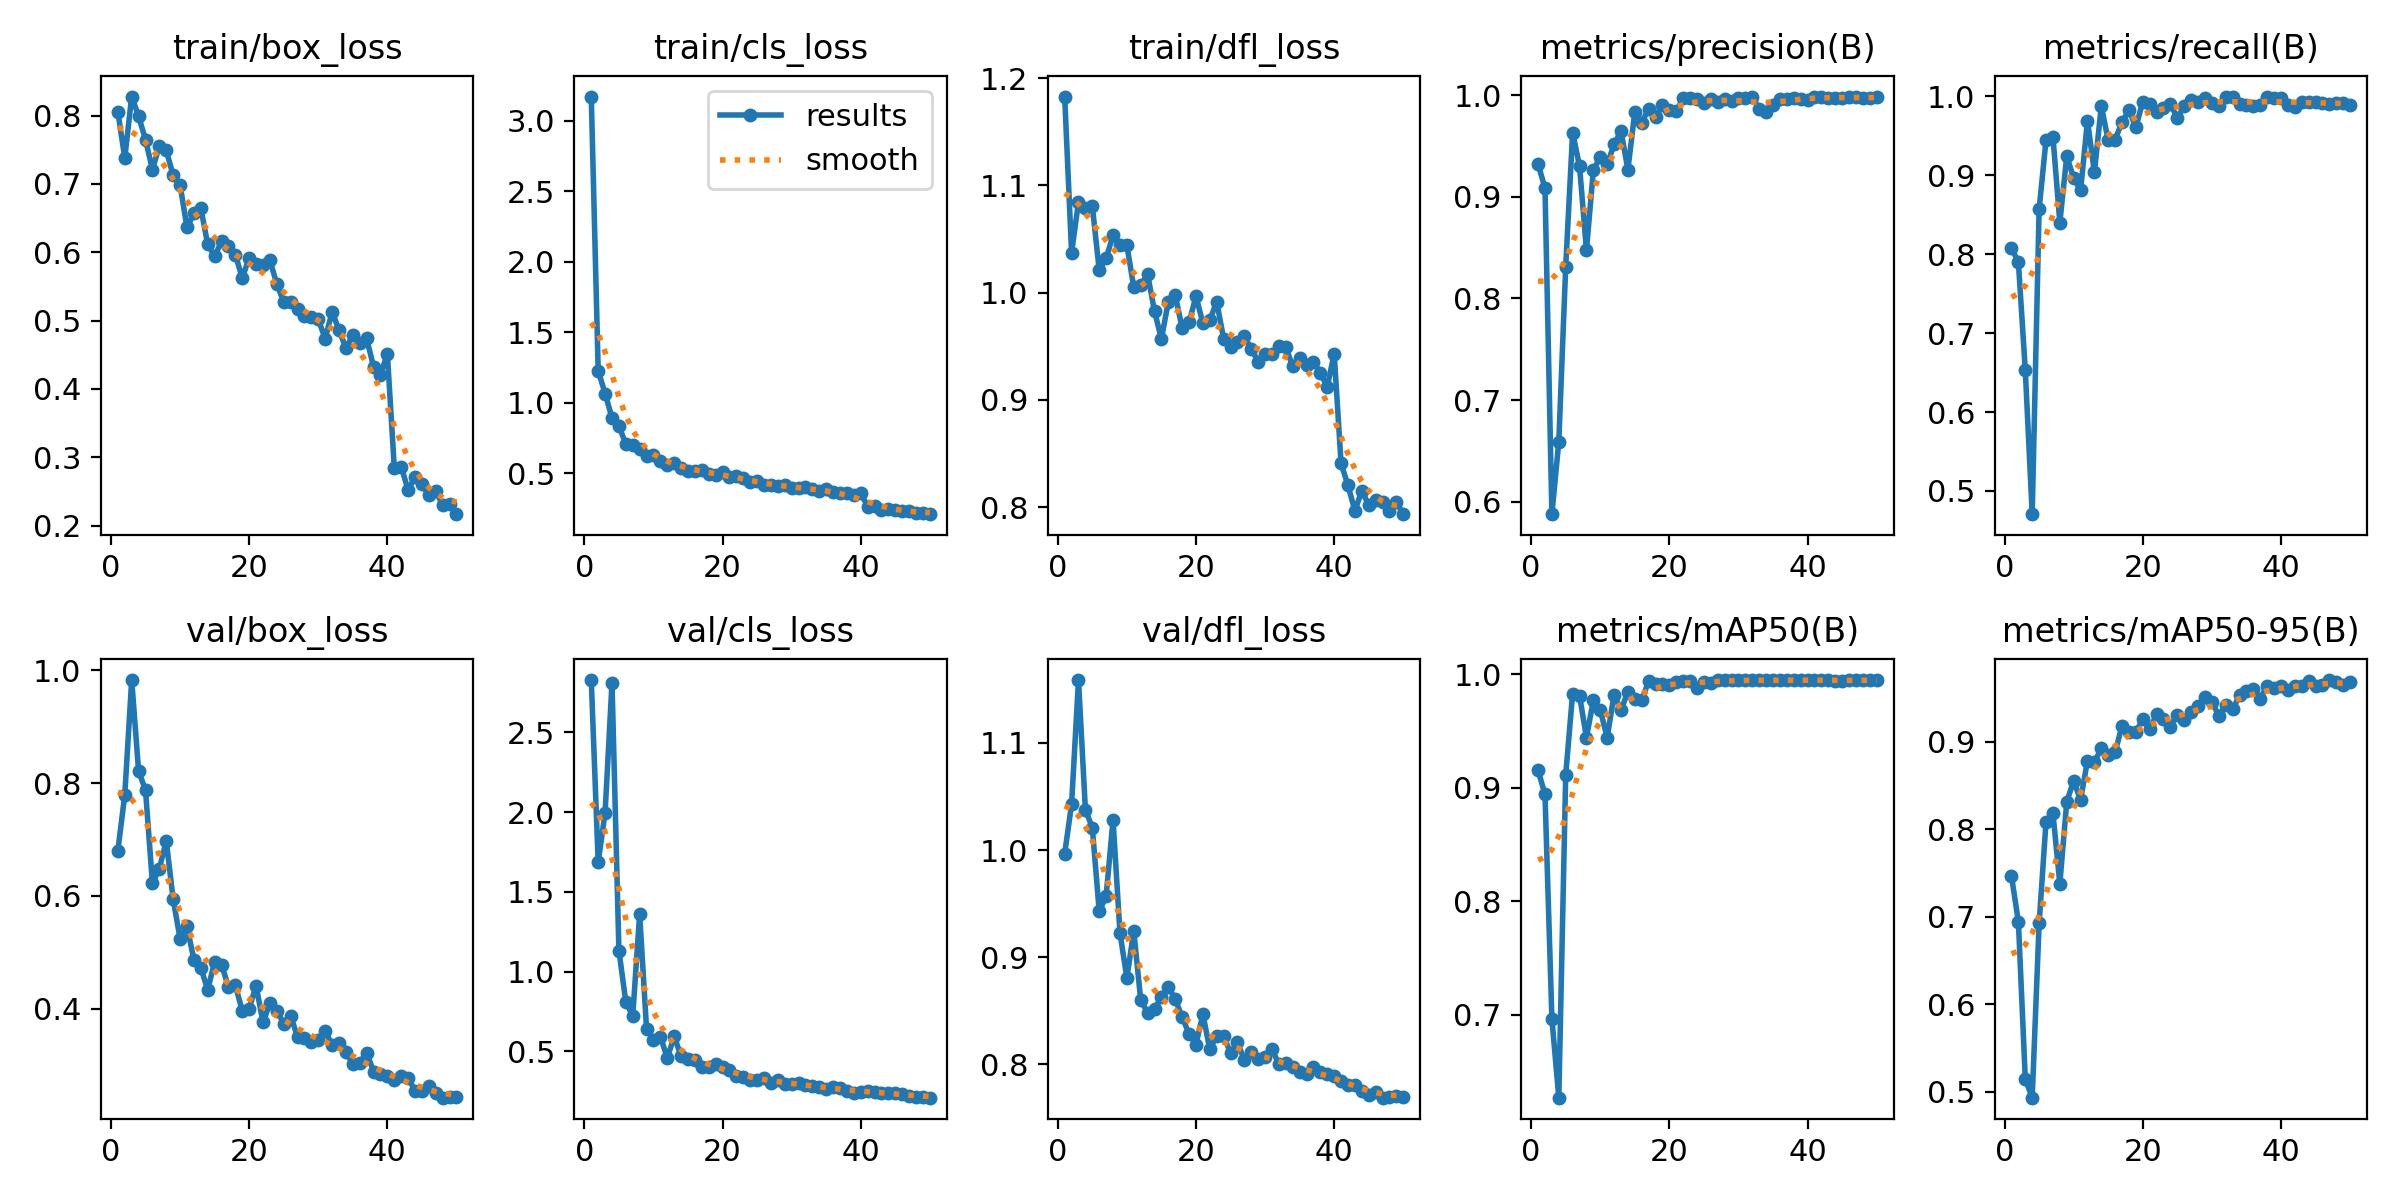 train/box_loss
0.8
0.7
0.6
0.5
0.4
0.3
0.2
0 20 40
train/cls_loss
results
smooth
3.0
2.5
2.0
1.5
1.0
0.5
0 20 40
train/dfl_loss
1.2
1.1
1.0
0.9
0.8
0 20 40
metrics/precision(B)
1.0
0.9
0.8
0.7
0.6
0 20 40
metrics/recall(B)
1.0
0.9
0.8
0.7
0.6
0.5
0 20 40
val/box_loss
1.0
0.8
0.6
0.4
0 20 40
val/cls_loss
2.5
2.0
1.5
1.0
0.5
0 20 40
val/dfl_loss
1.1
1.0
0.9
0.8
0 20 40
metrics/mAP50(B)
1.0
0.9
0.8
0.7
0 20 40
metrics/mAP50-95(B)
0.9
0.8
0.7
0.6
0.5
0 20 40